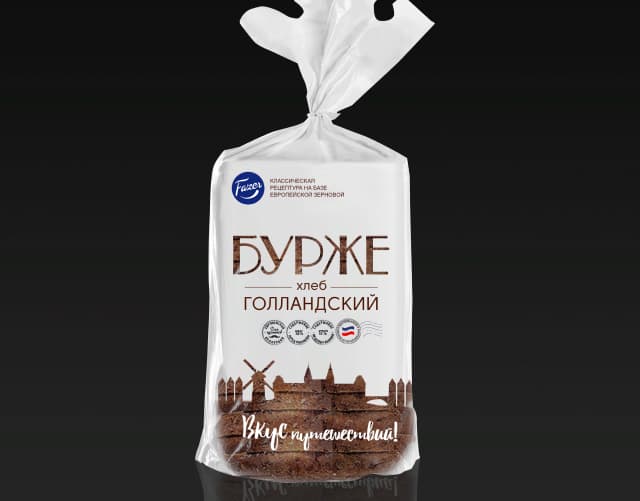 Fazer
КЛАССИЧЕСКАЯ
РЕЦЕПТУРА НА БАЗЕ
ЕВРОПЕЙСКОЙ ЗЕРНОВОЙ
БУРЖЕ
ХЛЕБ
ГОЛЛАНДСКИЙ
Вкус путешествий!